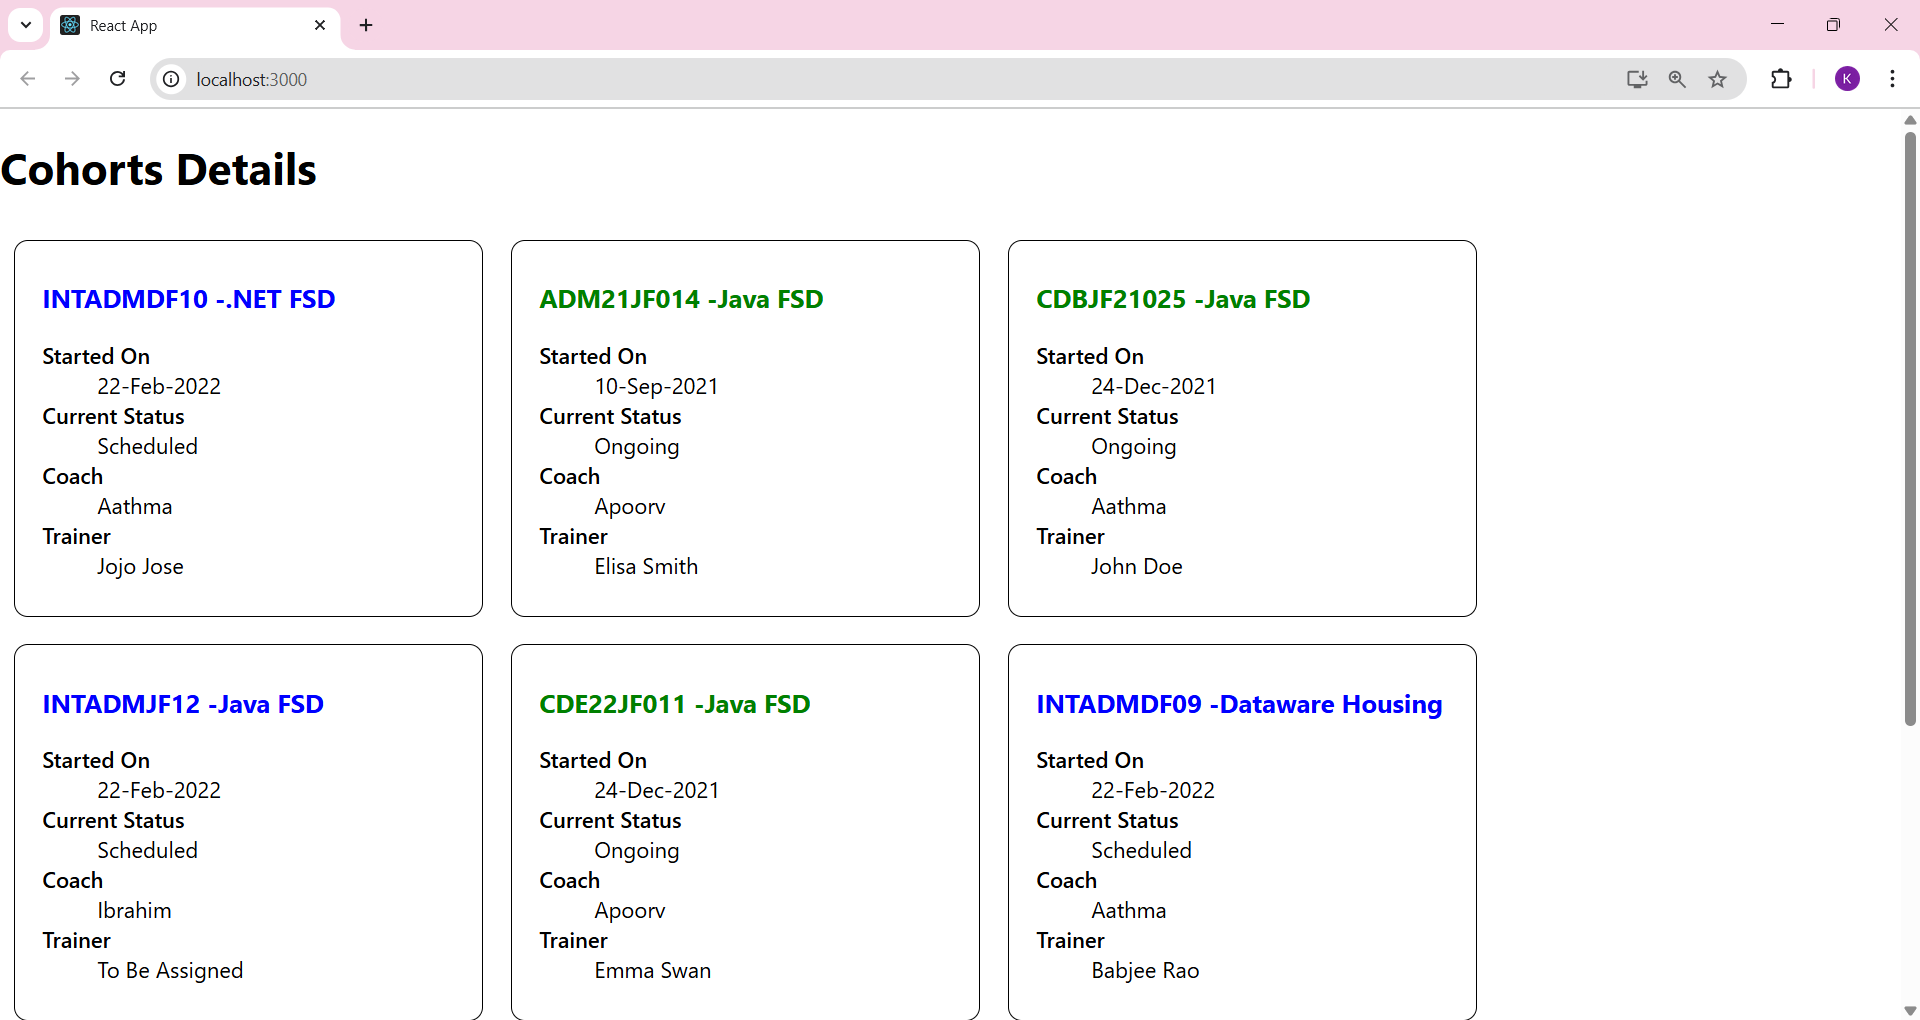 React App
localhost:3000
K
Cohorts Details
INTADMDF10 -.NET FSD
Started On
22-Feb-2022
Current Status
Scheduled
Coach
Aathma
Trainer
Jojo Jose
ADM21JF014 -Java FSD
Started On
10-Sep-2021
Current Status
Ongoing
Coach
Apoorv
Trainer
Elisa Smith
CDBJF21025 -Java FSD
Started On
24-Dec-2021
Current Status
Ongoing
Coach
Aathma
Trainer
John Doe
INTADMJF12 -Java FSD
Started On
22-Feb-2022
Current Status
Scheduled
Coach
Ibrahim
Trainer
To Be Assigned
CDE22JF011 -Java FSD
Started On
24-Dec-2021
Current Status
Ongoing
Coach
Apoorv
Trainer
Emma Swan
INTADMDF09 -Dataware Housing
Started On
22-Feb-2022
Current Status
Scheduled
Coach
Aathma
Trainer
Babjee Rao